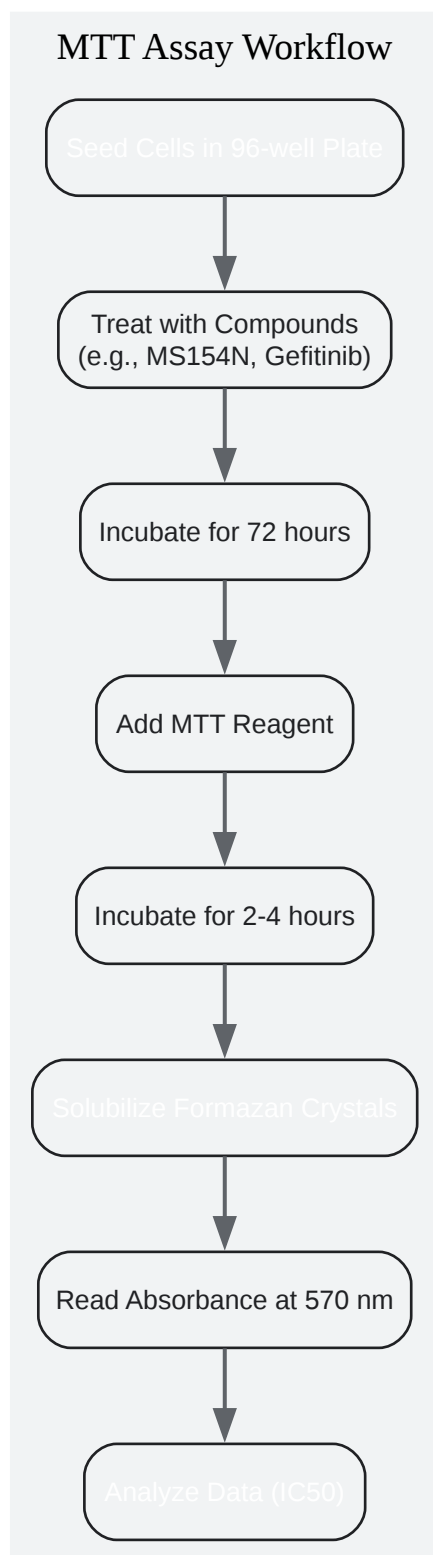 MTT Assay Workflow
Seed Cells in 96-well Plate
Treat with Compounds
(e.g., MS154N, Gefitinib)
Incubate for 72 hours
Add MTT Reagent
Incubate for 2-4 hours
Solubilize Formazan Crystals
Read Absorbance at 570 nm
Analyze Data (IC50)